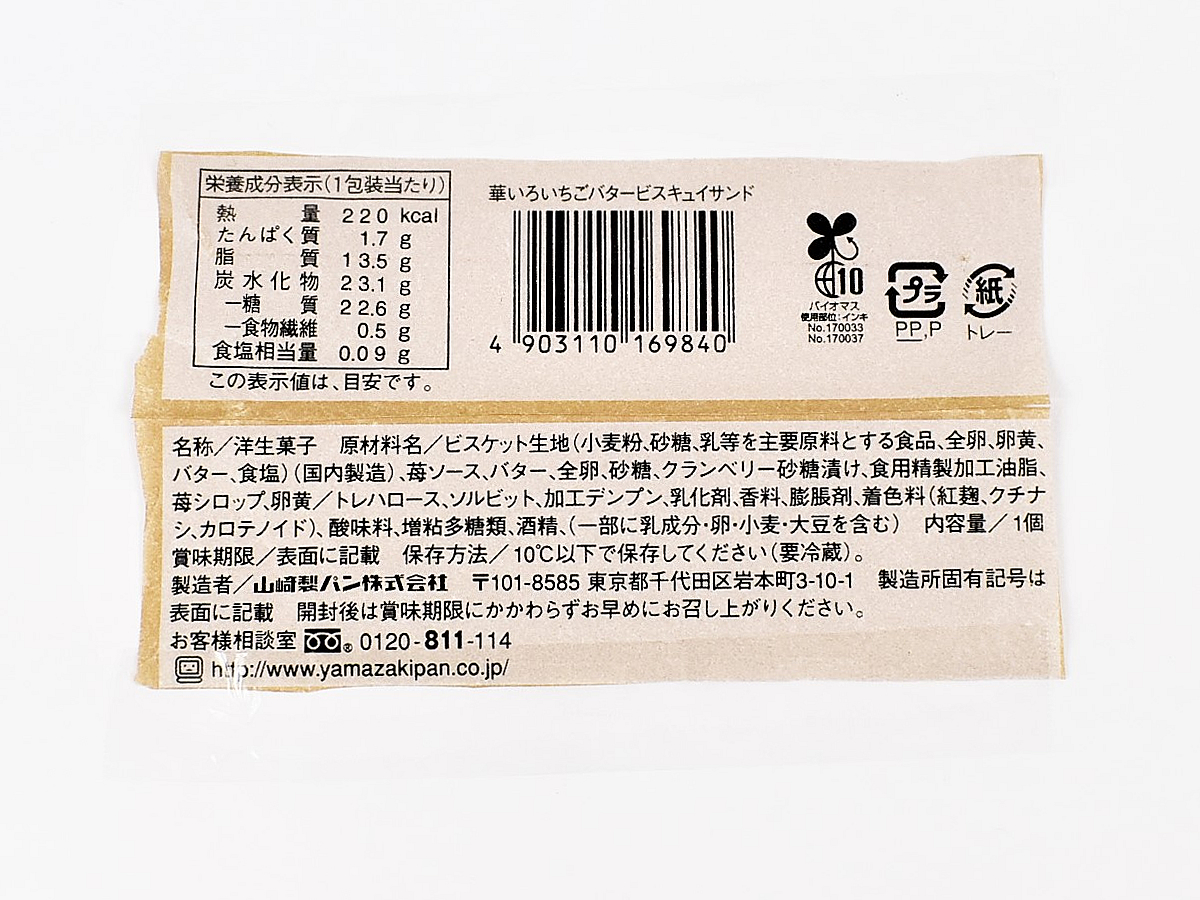 栄養成分表示(1包装当たり)
熱量 220 kcal
たんぱく質 1.7 g
脂質 13.5 g
炭水化物 23.1 g
―糖質 22.6 g
―食物繊維 0.5 g
食塩相当量 0.09 g
この表示値は、目安です。
華いろいちごバタービスキュイサンド
4 903110 169840
10
バイオマス
使用部位:インキ
No.170033
No.170037
プラ
PP,P
紙
トレー
名称/洋生菓子 原材料名/ビスケット生地(小麦粉、砂糖、乳等を主要原料とする食品、全卵、卵黄、
バター、食塩)(国内製造)、苺ソース、バター、全卵、砂糖、クランベリー砂糖漬け、食用精製加工油脂、
苺シロップ、卵黄/トレハロース、ソルビット、加工デンプン、乳化剤、香料、膨脹剤、着色料(紅麹、クチナ
シ、カロテノイド)、酸味料、増粘多糖類、酒精、(一部に乳成分・卵・小麦・大豆を含む) 内容量/1個
賞味期限/表面に記載 保存方法/10℃以下で保存してください(要冷蔵)。
製造者/山崎製パン株式会社 〒101-8585 東京都千代田区岩本町3-10-1 製造所固有記号は
表面に記載 開封後は賞味期限にかかわらずお早めにお召し上がりください。
お客様相談室 ® 0120-811-114
http://www.yamazakipan.co.jp/